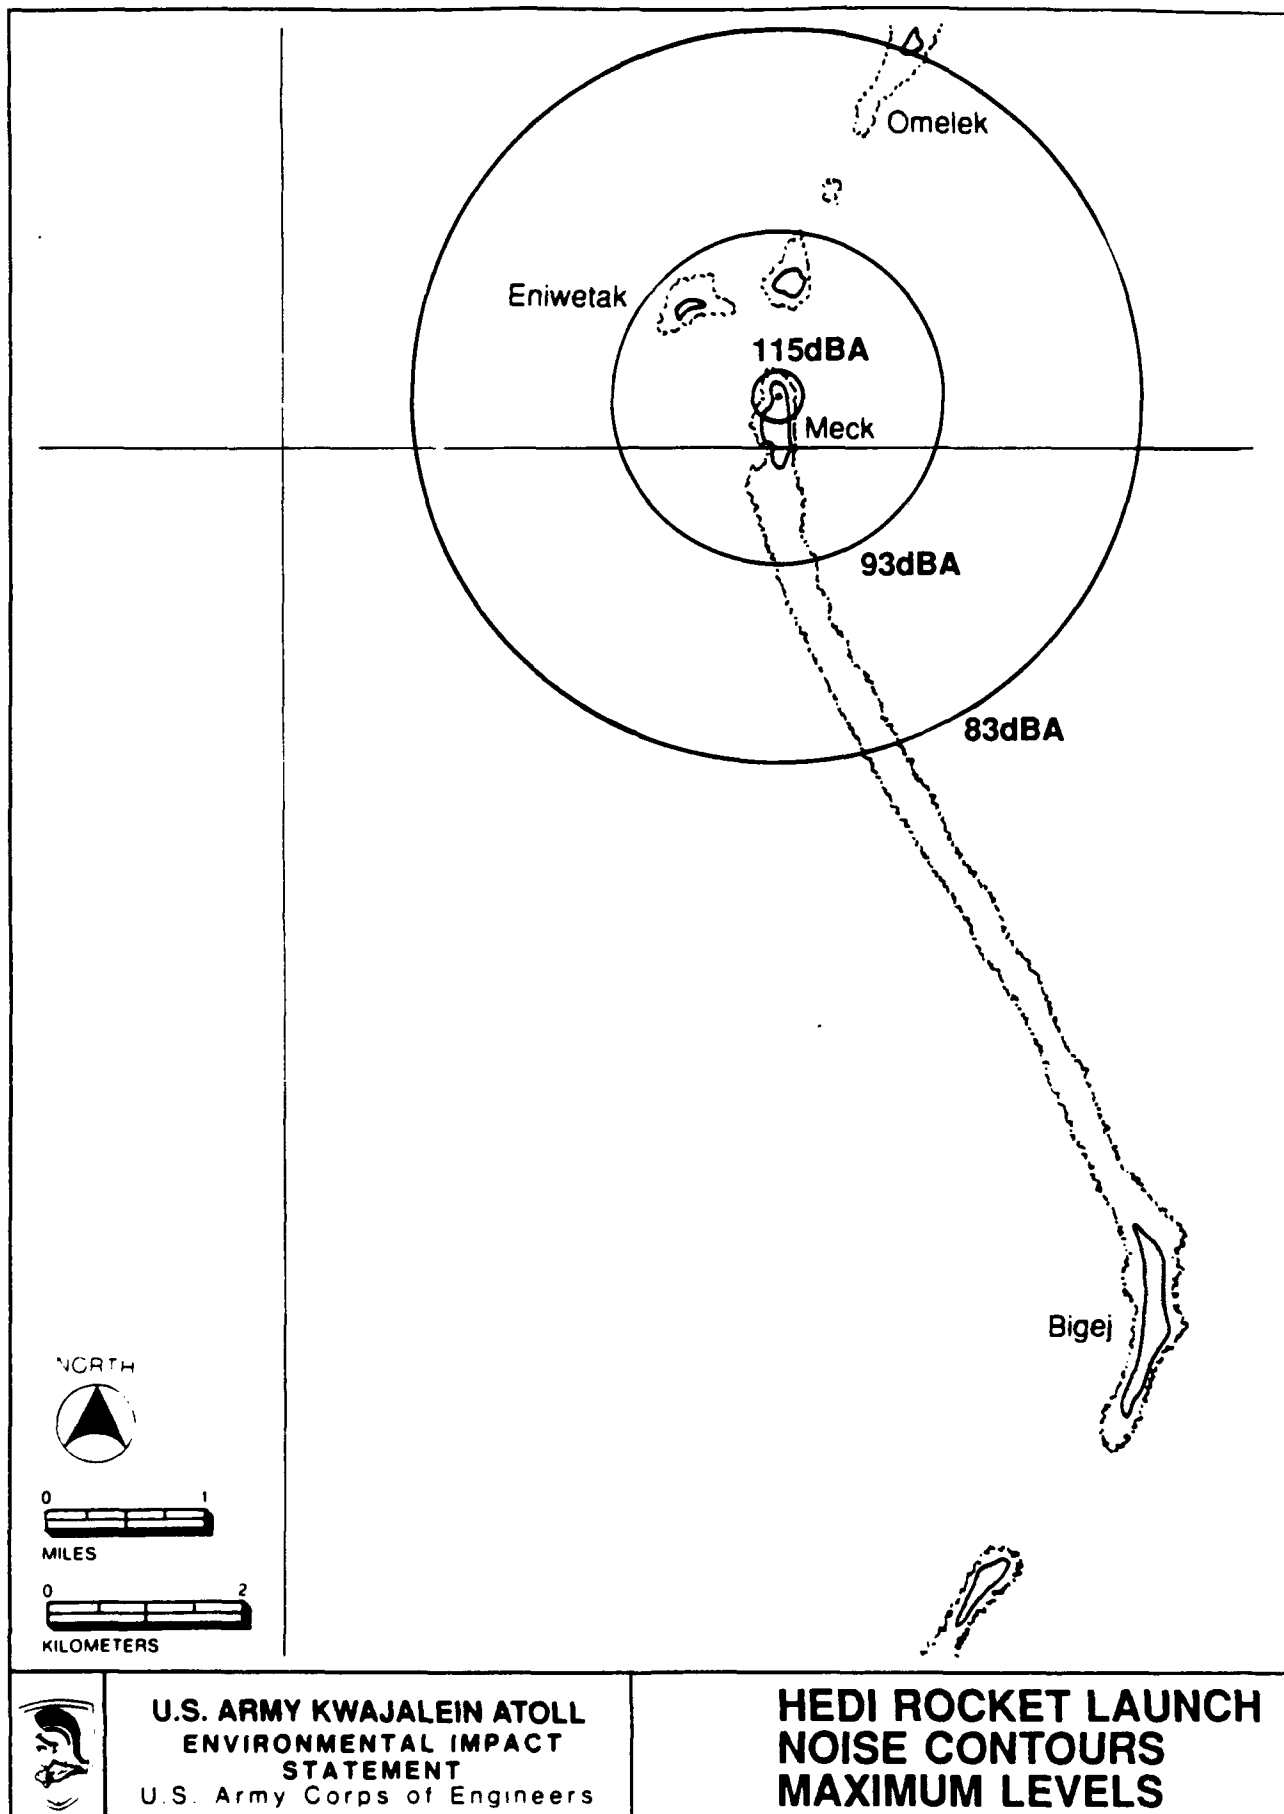 Omelek
Eniwetak
115dBA
Meck
93dBA
83dBA
Bigej
NORTH
0 1
MILES
0 2
KILOMETERS
U.S. ARMY KWAJALEIN ATOLL
ENVIRONMENTAL IMPACT
STATEMENT
U.S. Army Corps of Engineers
HEDI ROCKET LAUNCH
NOISE CONTOURS
MAXIMUM LEVELS